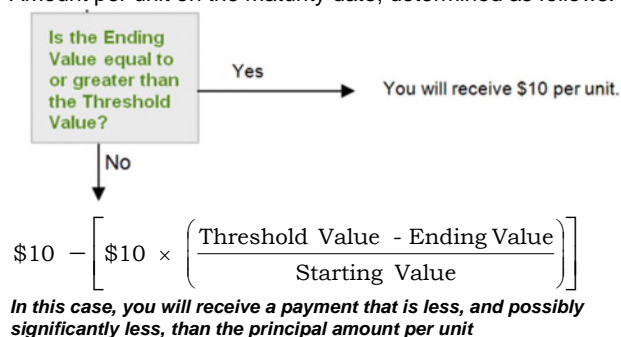 Amount per unit on the maturity date, determined as follows:
Is the Ending
Value equal to
or greater than
the Threshold
Value?
Yes
You will receive $10 per unit.
No
$10 − [$10 × ((Threshold Value - Ending Value) / Starting Value)]
In this case, you will receive a payment that is less, and possibly
significantly less, than the principal amount per unit